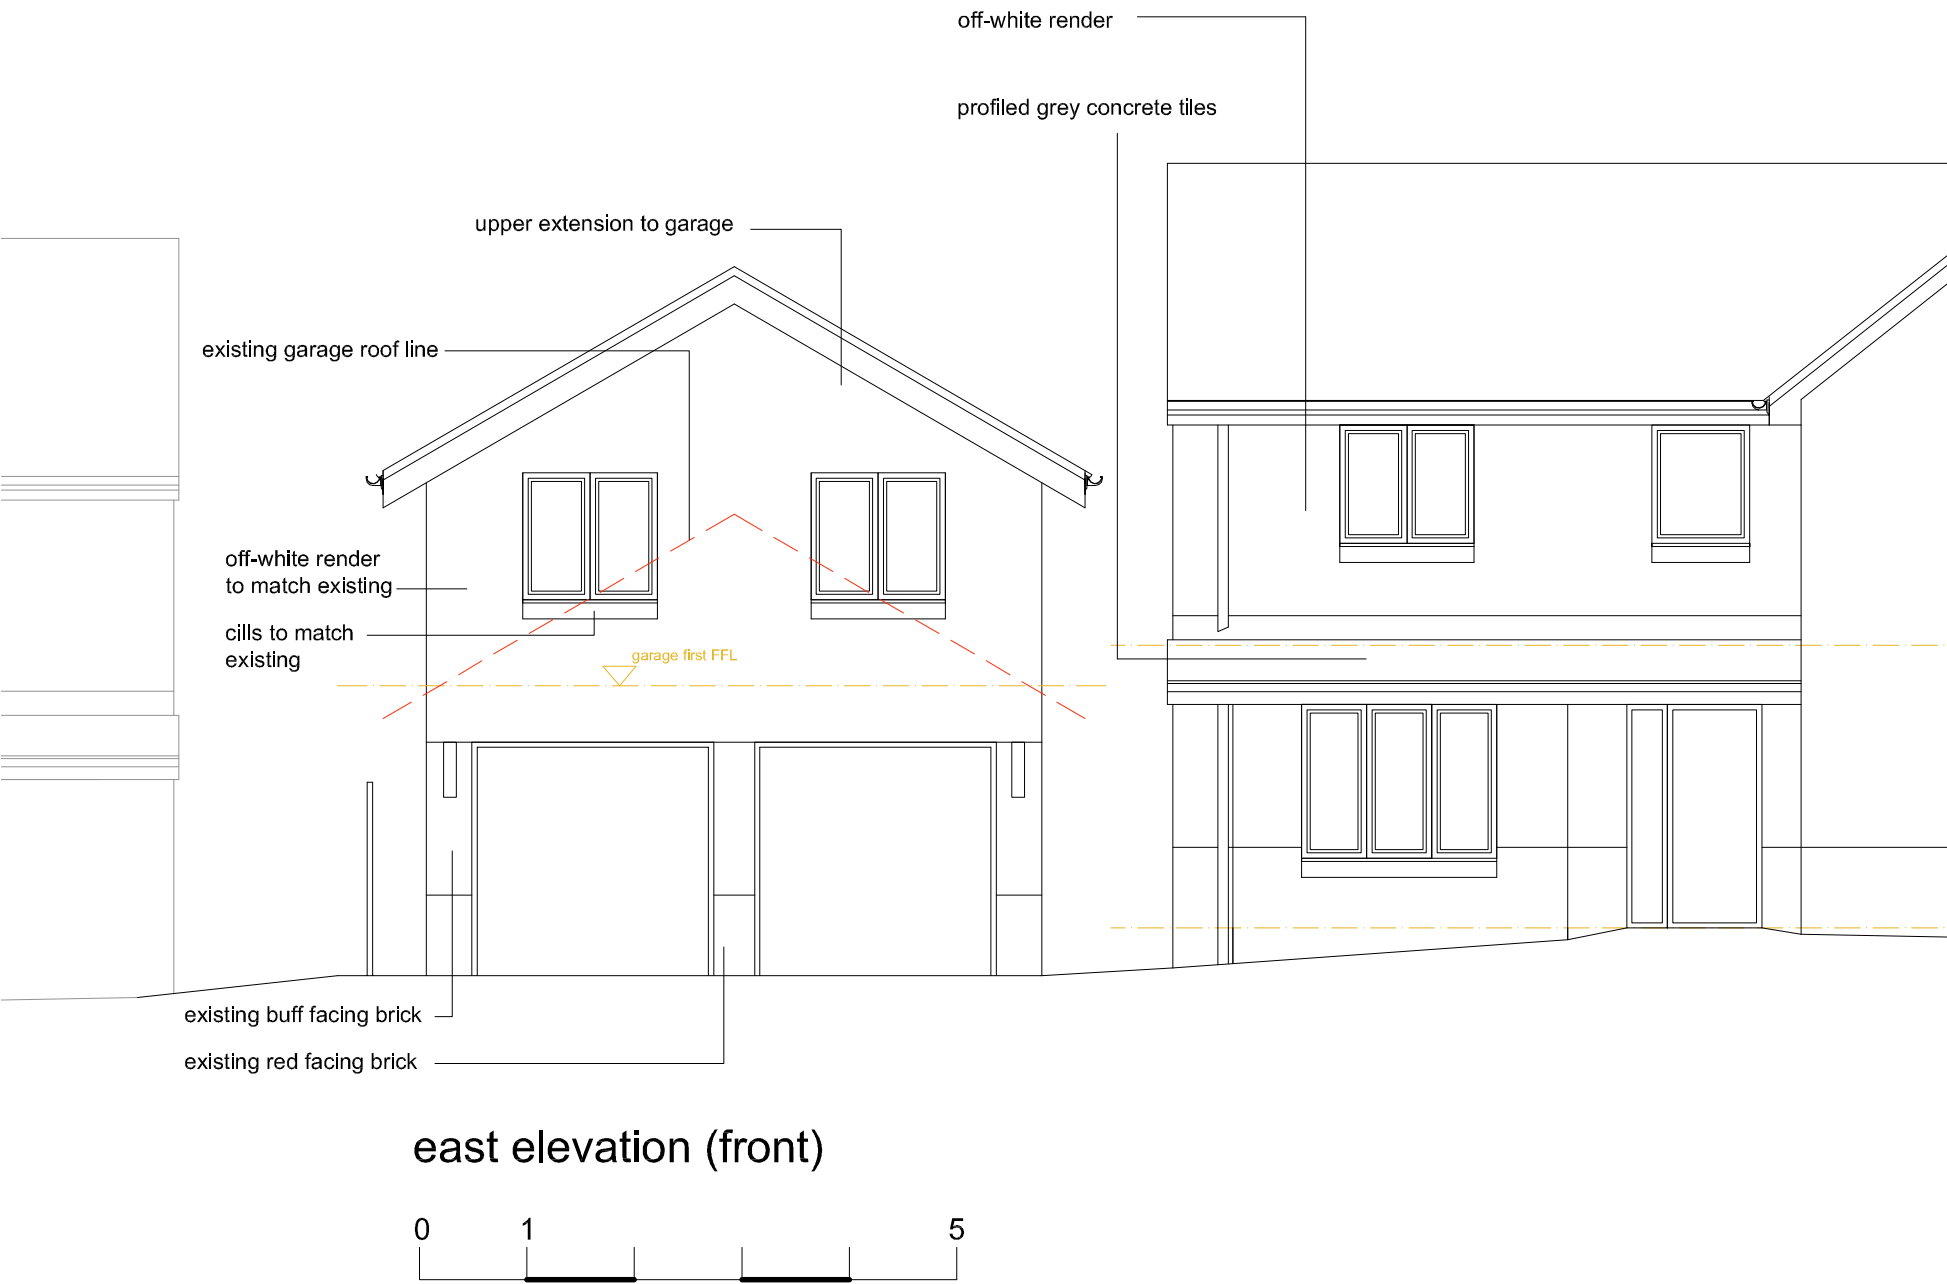 off-white render
profiled grey concrete tiles
upper extension to garage
existing garage roof line
off-white render
to match existing
cills to match
existing
garage first FFL
existing buff facing brick
existing red facing brick
east elevation (front)
0 1 5